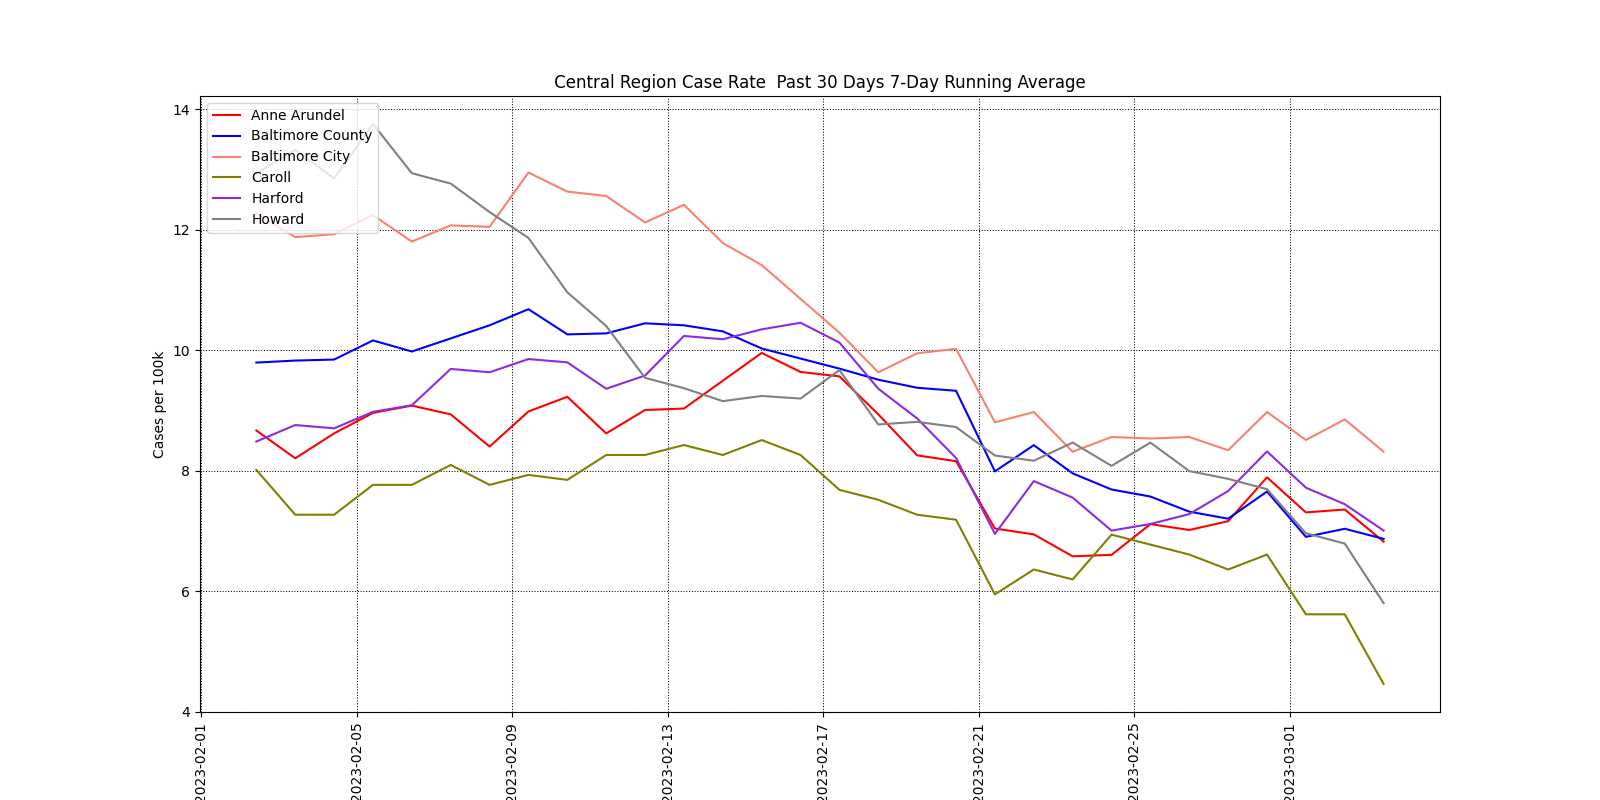 Central Region Case Rate  Past 30 Days 7-Day Running Average
Cases per 100k
14
12
10
8
6
4
Anne Arundel
Baltimore County
Baltimore City
Caroll
Harford
Howard
2023-02-01
2023-02-05
2023-02-09
2023-02-13
2023-02-17
2023-02-21
2023-02-25
2023-03-01